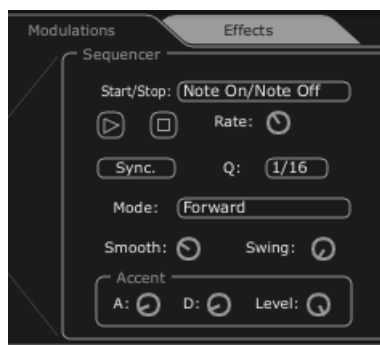 Modulations Effects
Sequencer
Start/Stop: Note On/Note Off
Rate:
Sync. Q: 1/16
Mode: Forward
Smooth: Swing:
Accent
A: D: Level: